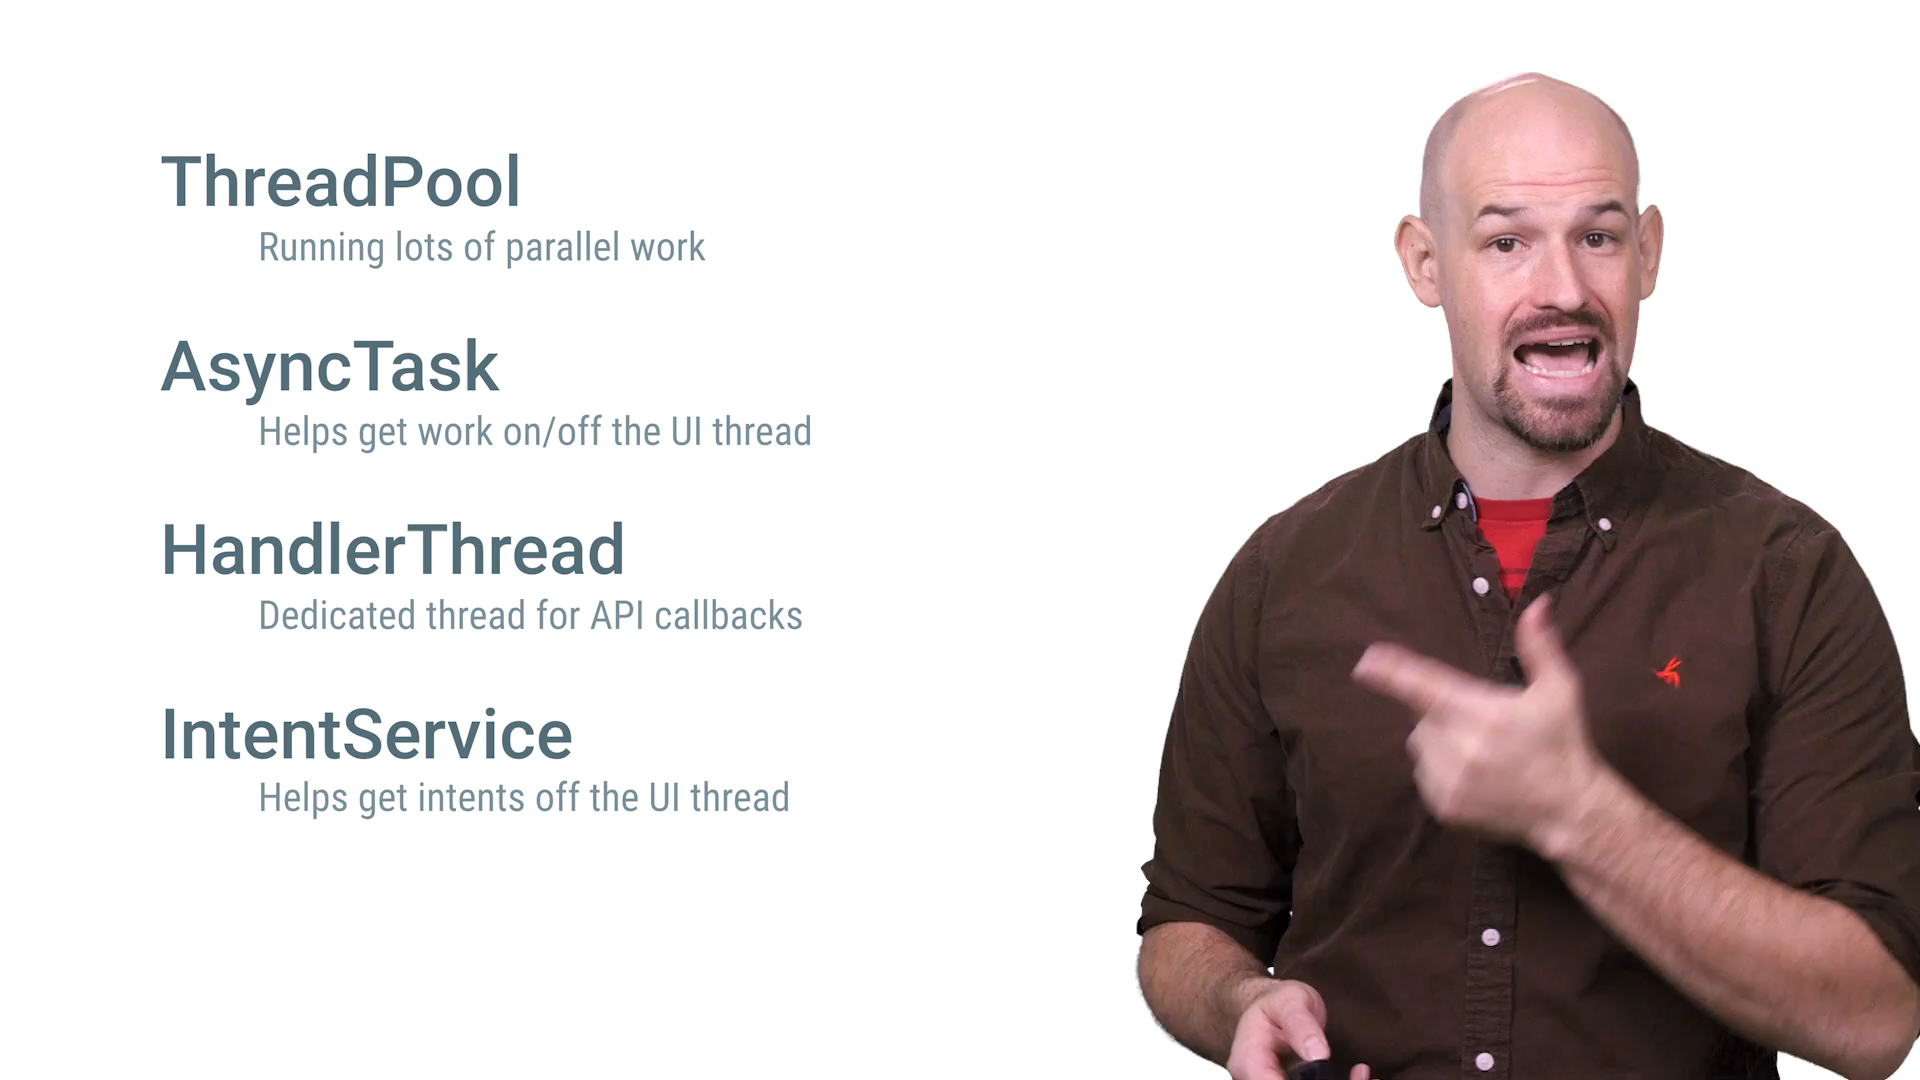 ThreadPool
Running lots of parallel work
AsyncTask
Helps get work on/off the UI thread
HandlerThread
Dedicated thread for API callbacks
IntentService
Helps get intents off the UI thread